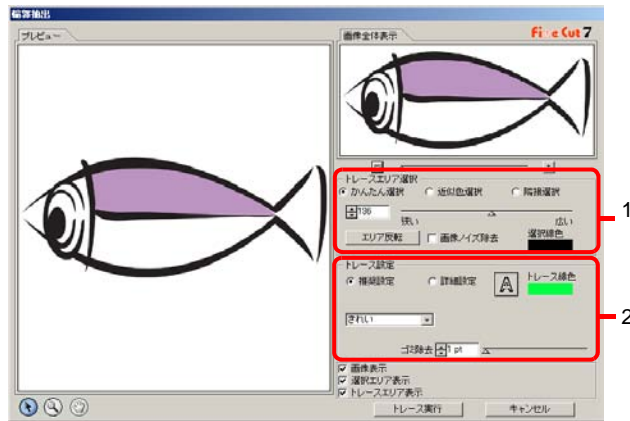 輪郭抽出
プレビュー
画像全体表示
Fi e Cut 7
トレースエリア選択
かんたん選択 近似色選択 隣接選択
136
狭い 広い
エリア反転 画像ノイズ除去 選択線色
1
トレース設定
推奨設定 詳細設定 A トレース線色
きれい
2
ゴミ除去 1 pt
画像表示
選択エリア表示
トレースエリア表示
トレース実行 キャンセル